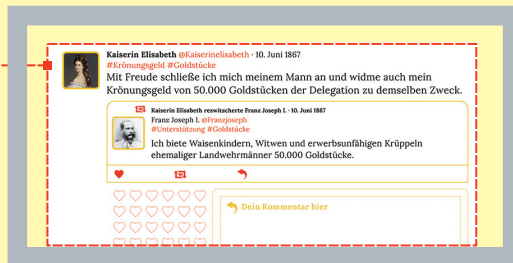 Kaiserin Elisabeth @Kaiserinelisabeth · 10. Juni 1867
#Krönungsgeld #Goldstücke
Mit Freude schließe ich mich meinem Mann an und widme auch mein
Krönungsgeld von 50.000 Goldstücken der Delegation zu demselben Zweck.
Kaiserin Elisabeth reswitscherte Franz Joseph I. · 10. Juni 1867
Franz Joseph I. @Franzjoseph
#Unterstützung #Goldstücke
Ich biete Waisenkindern, Witwen und erwerbsunfähigen Krüppeln
ehemaliger Landwehrmänner 50.000 Goldstücke.
Dein Kommentar hier